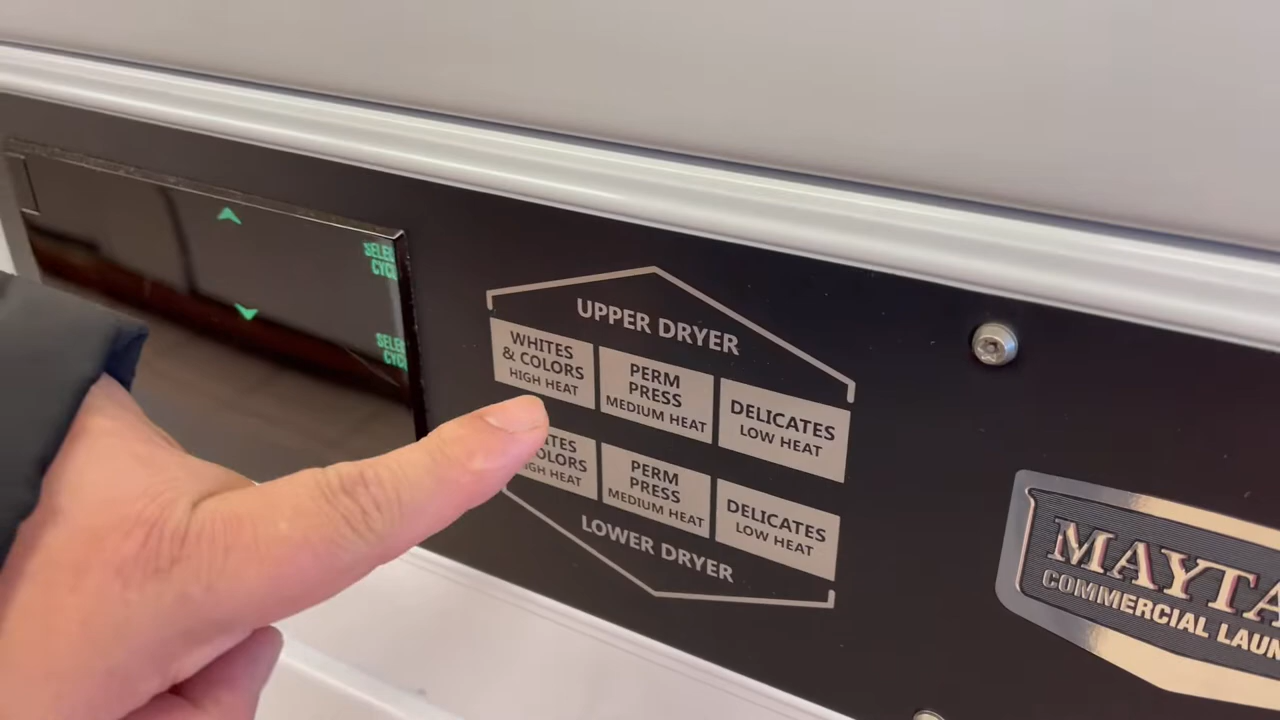 UPPER DRYER
WHITES
& COLORS
HIGH HEAT
PERM
PRESS
MEDIUM HEAT
DELICATES
LOW HEAT
HEAT
PERM
PRESS
MEDIUM HEAT
DELICATES
LOW HEAT
LOWER DRYER
COMMERCIAL